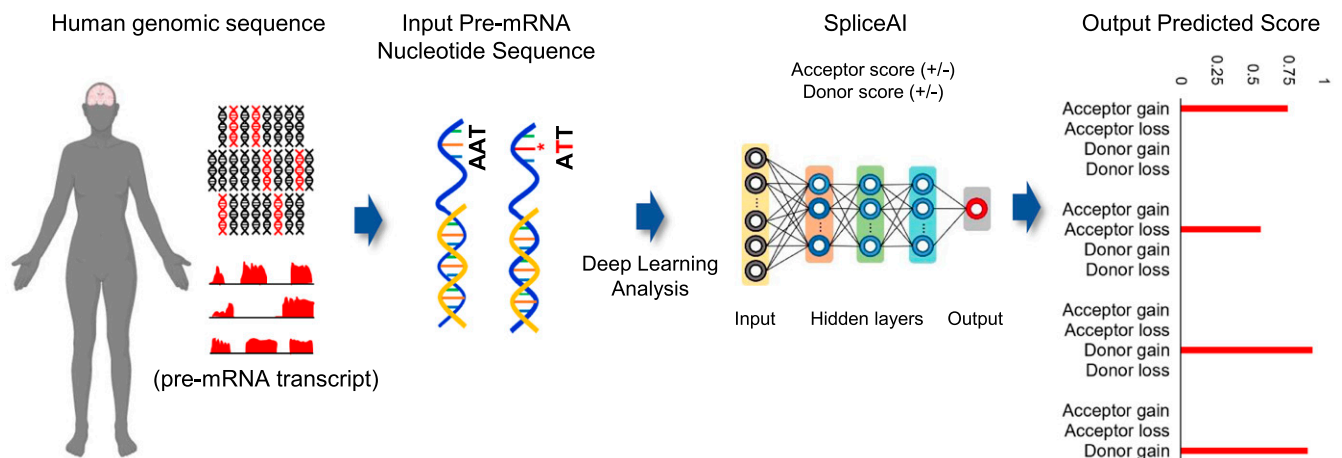 Human genomic sequence
(pre-mRNA transcript)
Input Pre-mRNA
Nucleotide Sequence
AAT
*
ATT
Deep Learning
Analysis
SpliceAI
Acceptor score (+/-)
Donor score (+/-)
Input
Hidden layers
Output
Output Predicted Score
0
0.25
0.5
0.75
1
Acceptor gain
Acceptor loss
Donor gain
Donor loss
Acceptor gain
Acceptor loss
Donor gain
Donor loss
Acceptor gain
Acceptor loss
Donor gain
Donor loss
Acceptor gain
Acceptor loss
Donor gain